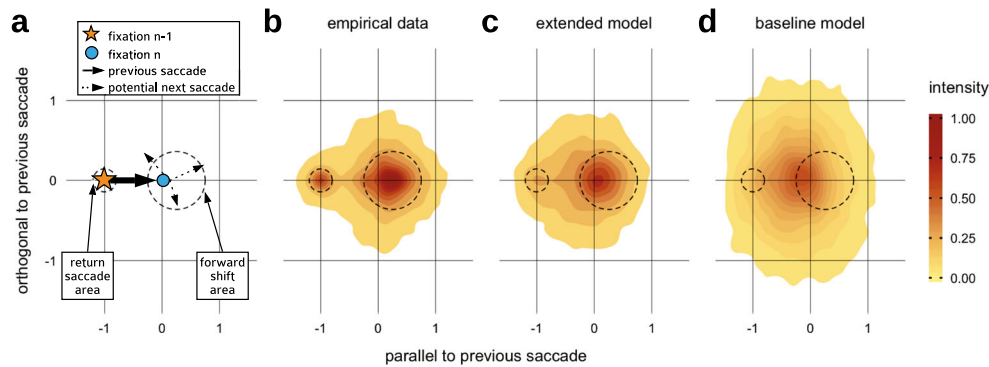 a
fixation n-1
fixation n
previous saccade
potential next saccade
return
saccade
area
forward
shift
area
b
empirical data
c
extended model
d
baseline model
orthogonal to previous saccade
1
0
-1
-1
0
1
-1
0
1
-1
0
1
-1
0
1
parallel to previous saccade
intensity
1.00
0.75
0.50
0.25
0.00